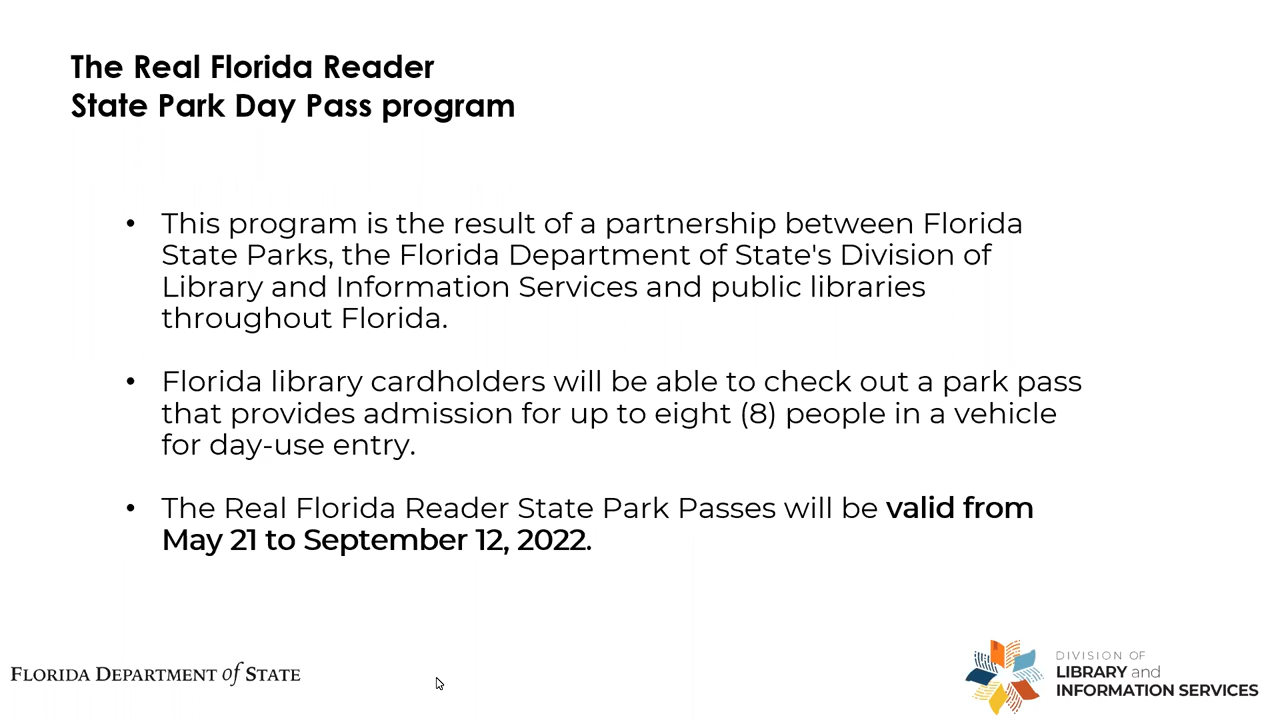 The Real Florida Reader
State Park Day Pass program
• This program is the result of a partnership between Florida
State Parks, the Florida Department of State's Division of
Library and Information Services and public libraries
throughout Florida.
• Florida library cardholders will be able to check out a park pass
that provides admission for up to eight (8) people in a vehicle
for day-use entry.
• The Real Florida Reader State Park Passes will be valid from
May 21 to September 12, 2022.
FLORIDA DEPARTMENT of STATE
DIVISION OF
LIBRARY and
INFORMATION SERVICES